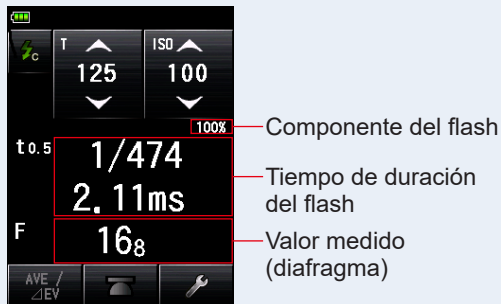 C
T
ISO
125
100
100%
Componente del flash
t0.5
1/474
2.11ms
Tiempo de duración
del flash
F
168
Valor medido
(diafragma)
AVE /
⊿EV